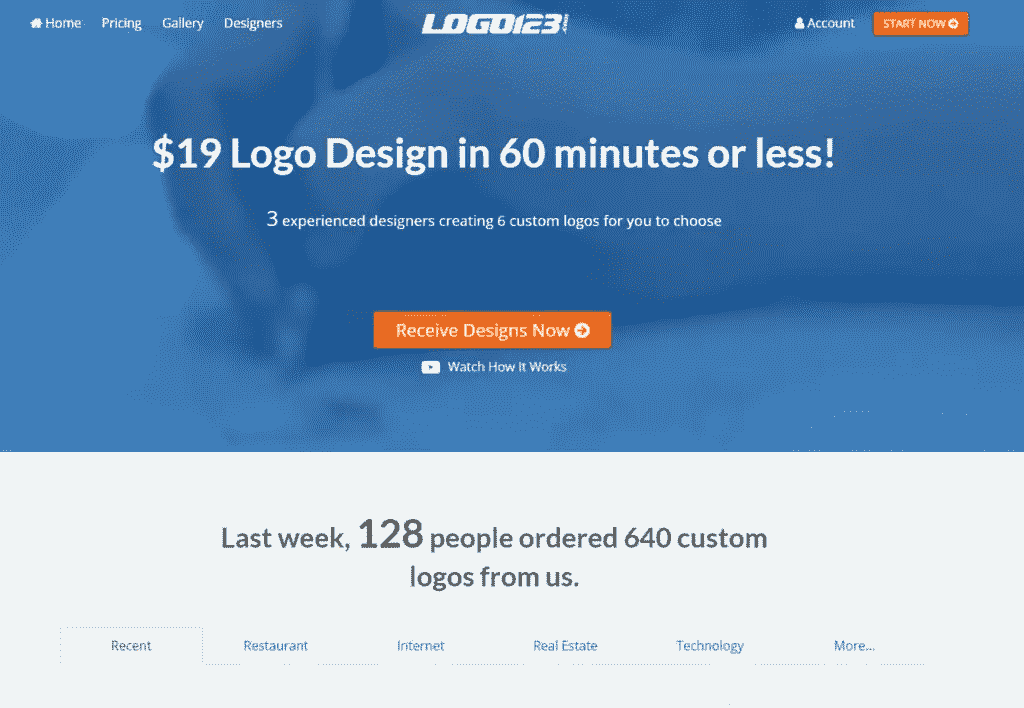 Home Pricing Gallery Designers LOGO123 Account START NOW
$19 Logo Design in 60 minutes or less!
3 experienced designers creating 6 custom logos for you to choose
Receive Designs Now
Watch How It Works
Last week, 128 people ordered 640 custom
logos from us.
Recent Restaurant Internet Real Estate Technology More...